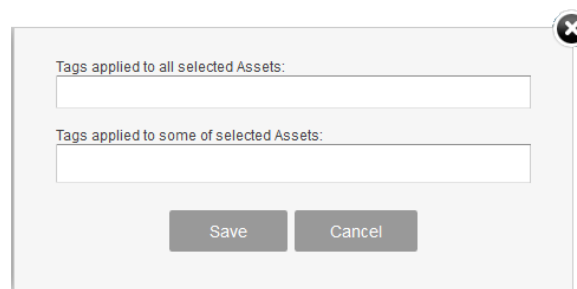 Tags applied to all selected Assets:
Tags applied to some of selected Assets:
Save Cancel